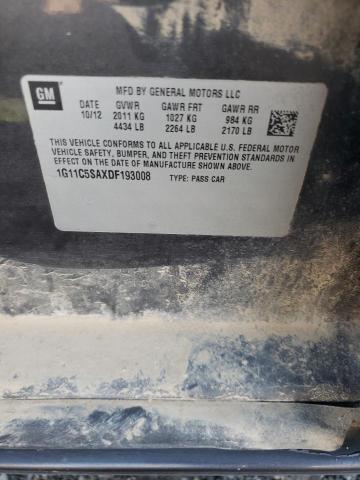 GM
MFD BY GENERAL MOTORS LLC
DATE GVWR GAWR FRT GAWR RR
10/12 2011 KG 1027 KG 984 KG
4434 LB 2264 LB 2170 LB
THIS VEHICLE CONFORMS TO ALL APPLICABLE U.S. FEDERAL MOTOR
VEHICLE SAFETY, BUMPER, AND THEFT PREVENTION STANDARDS IN
EFFECT ON THE DATE OF MANUFACTURE SHOWN ABOVE.
1G11C5SAXDF193008 TYPE: PASS CAR